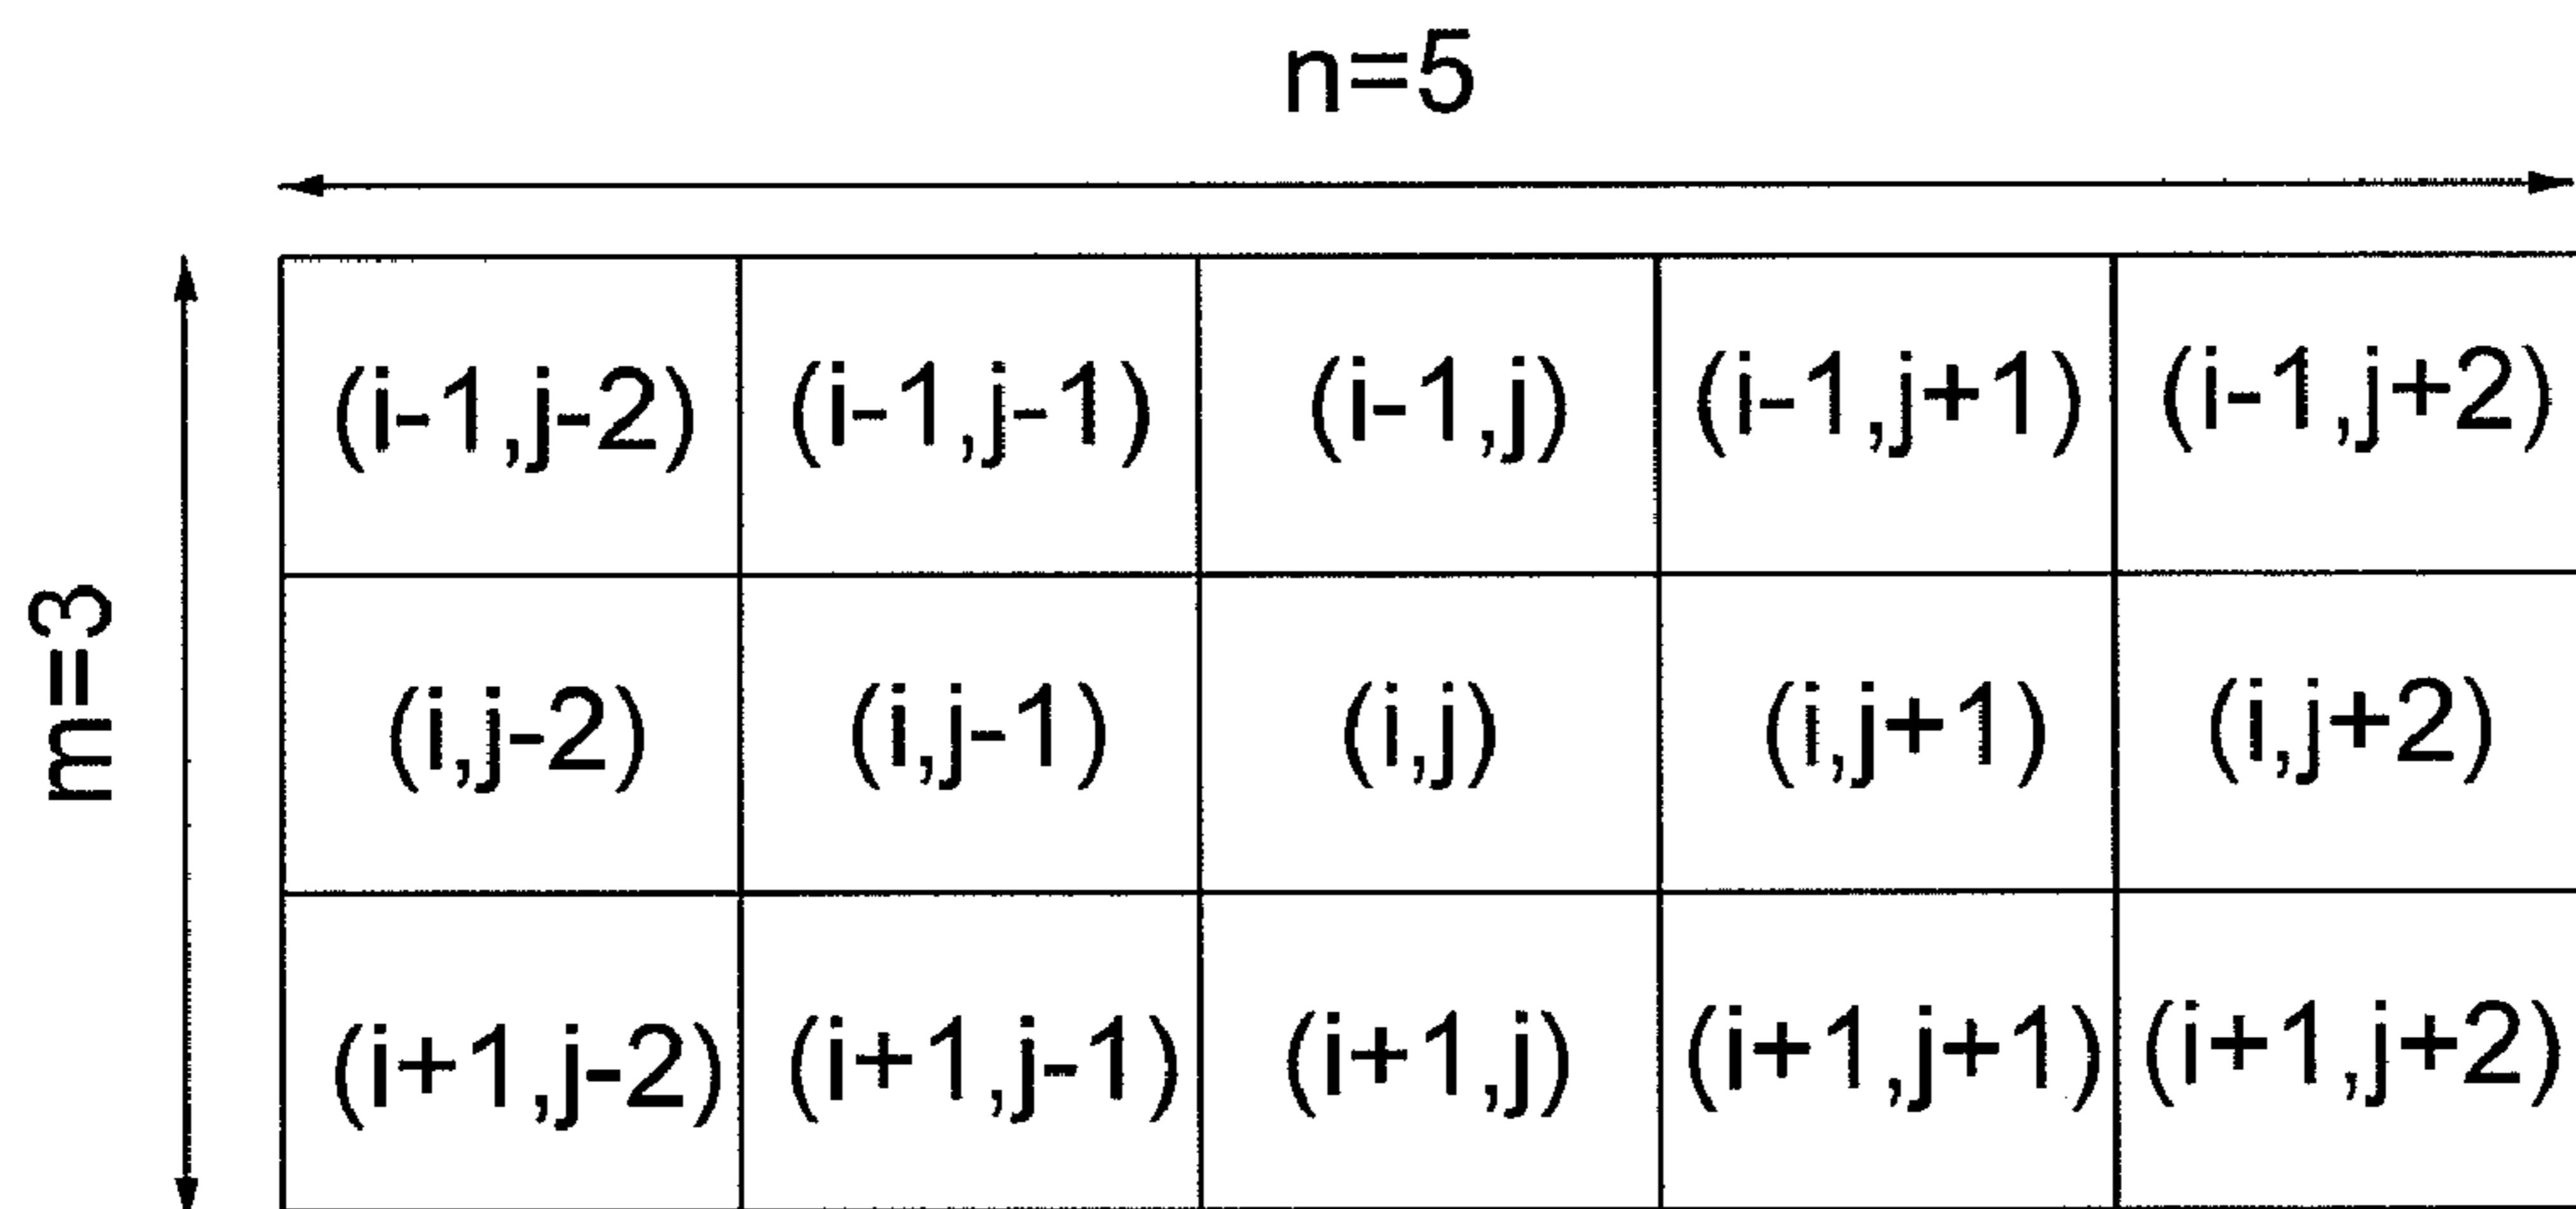 n=5
m=3
(i-1,j-2) (i-1,j-1) (i-1,j) (i-1,j+1) (i-1,j+2)
(i,j-2) (i,j-1) (i,j) (i,j+1) (i,j+2)
(i+1,j-2) (i+1,j-1) (i+1,j) (i+1,j+1) (i+1,j+2)